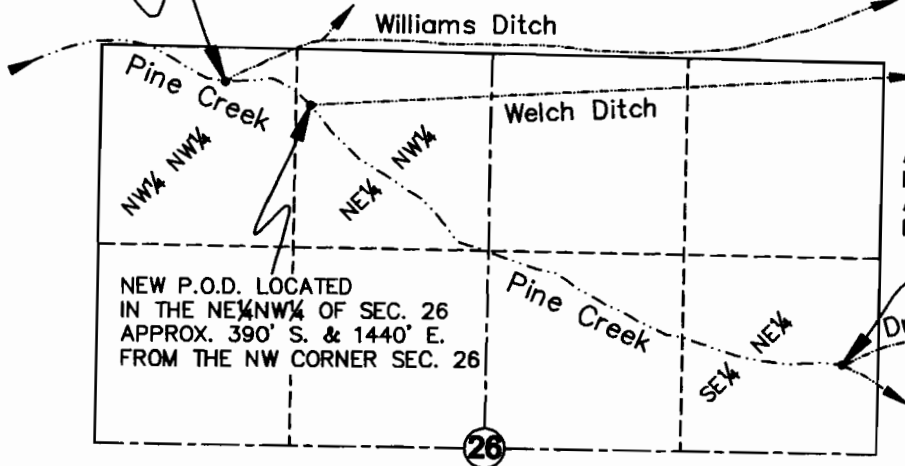 Williams Ditch
Pine Creek
Welch Ditch
NW¼ NW¼
NE¼ NW¼
NEW P.O.D. LOCATED
IN THE NE¼NW¼ OF SEC. 26
APPROX. 390' S. & 1440' E.
FROM THE NW CORNER SEC. 26
Pine Creek
SE¼ NE¼
26